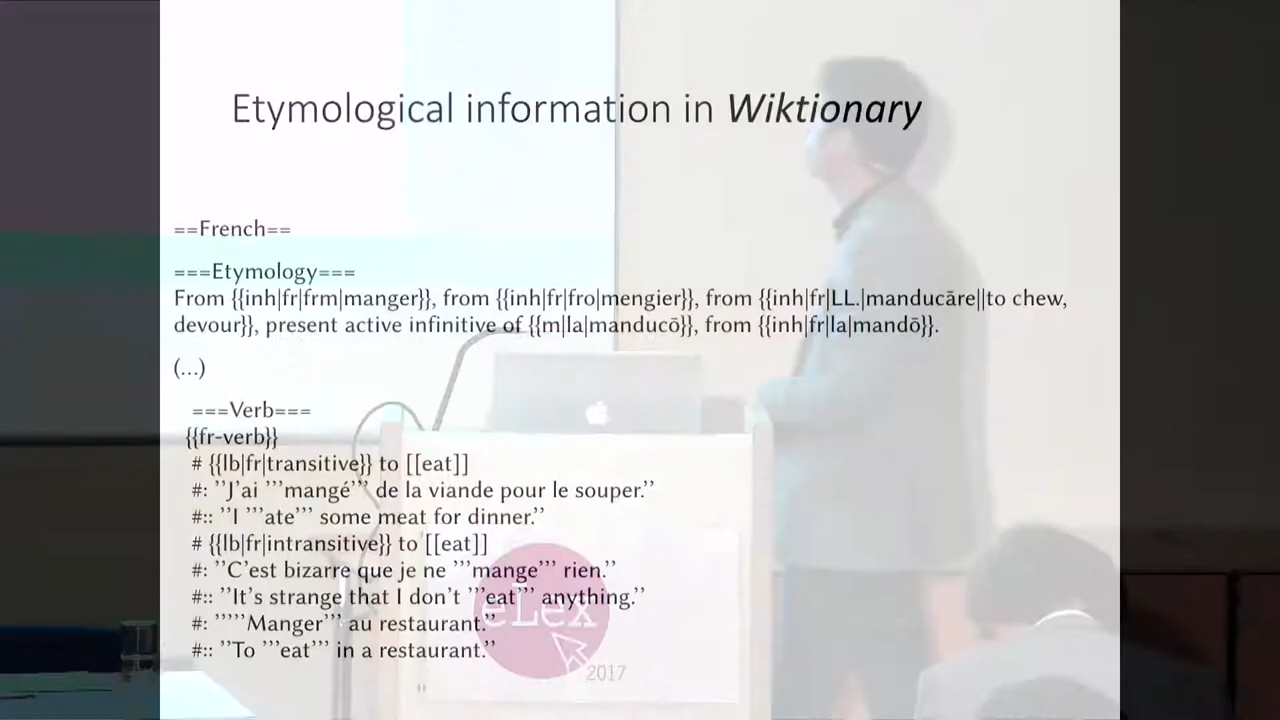 Etymological information in Wiktionary
==French==
===Etymology===
From {{inh|fr|frm|manger}}, from {{inh|fr|fro|mengier}}, from {{inh|fr|LL.|manducāre||to chew,
devour}}, present active infinitive of {{m|la|manducō}}, from {{inh|fr|la|mandō}}.
(…)
===Verb===
{{fr-verb}}
# {{lb|fr|transitive}} to [[eat]]
#: ’’J’ai ’’’mangé’’’ de la viande pour le souper.’’
#:: ’’I ’’’ate’’’ some meat for dinner.’’
# {{lb|fr|intransitive}} to [[eat]]
#: ’’C’est bizarre que je ne ’’’mange’’’ rien.’’
#:: ’’It’s strange that I don’t ’’’eat’’’ anything.’’
#: ’’’’’Manger’’’ au restaurant.’’
#:: ’’To ’’’eat’’’ in a restaurant.’’
eLex
2017